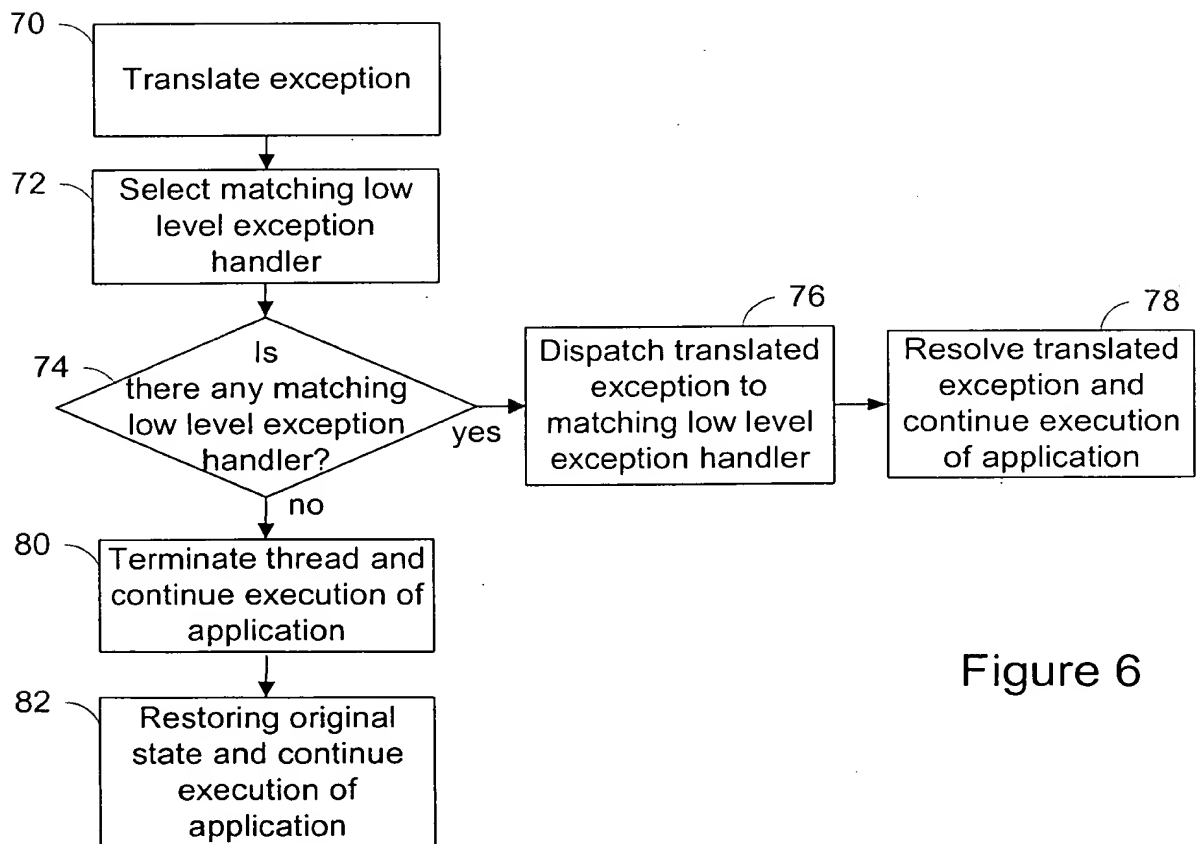 70
Translate exception
72
Select matching low
level exception
handler
74
Is
there any matching
low level exception
handler?
yes
no
76
Dispatch translated
exception to
matching low level
exception handler
78
Resolve translated
exception and
continue execution
of application
80
Terminate thread and
continue execution of
application
82
Restoring original
state and continue
execution of
application
Figure 6